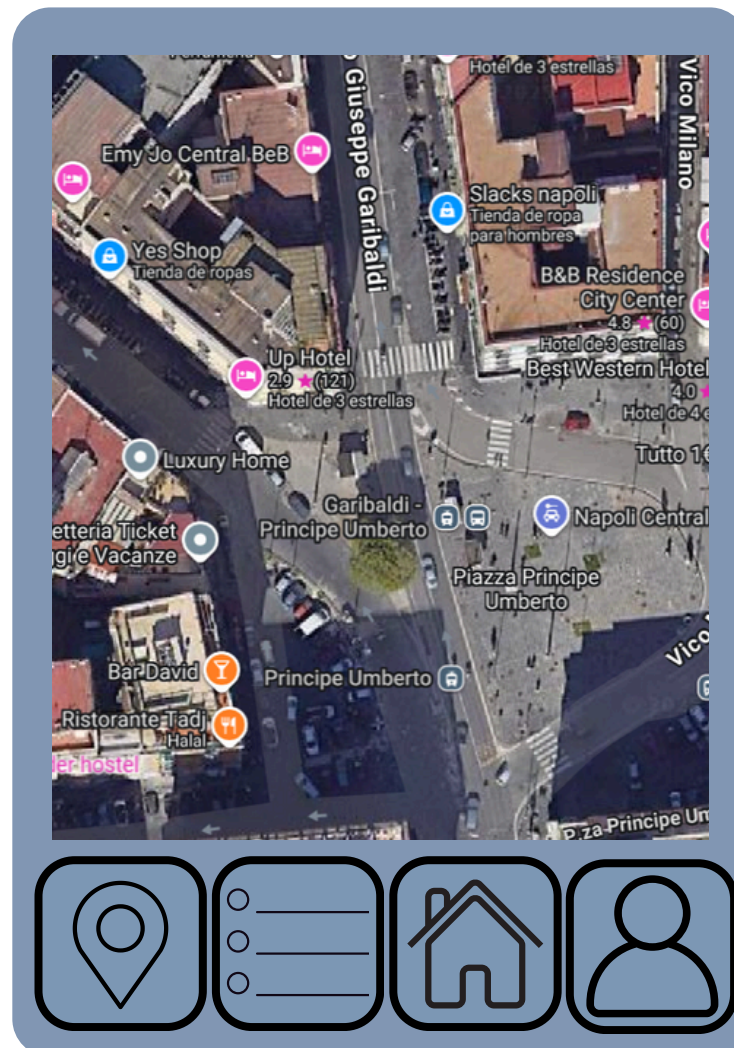 Hotel de 3 estrellas
Giuseppe Garibaldi
Vico Milano
Emy Jo Central BeB
Slacks napoli
Tienda de ropa
para hombres
Yes Shop
Tienda de ropas
B&B Residence
City Center
4.8 ★ (60)
Hotel de 3 estrellas
Up Hotel
2.9 ★ (121)
Hotel de 3 estrellas
Best Western Hotel
4.0 ★
Hotel de 4 e
Luxury Home
Tutto 1€
Garibaldi -
Principe Umberto
Napoli Central
etteria Ticket
ggi e Vacanze
Piazza Principe
Umberto
Vico
Bar David
Principe Umberto
Ristorante Tadj
Halal
der hostel
P.za Principe Um